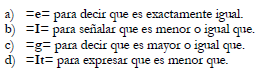 a) =e= para decir que es exactamente igual.
b) =I= para señalar que es menor o igual que.
c) =g= para decir que es mayor o igual que.
d) =It= para expresar que es menor que.